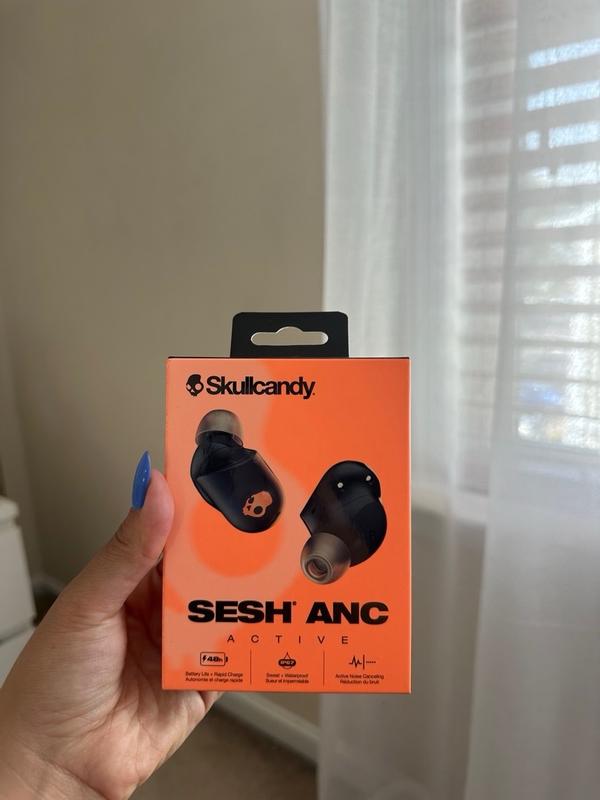 Skullcandy.
SESH® ANC
ACTIVE
48h
Battery Life + Rapid Charge
Autonomie et charge rapide
IP67
Sweat + Waterproof
Sueur et imperméable
Active Noise Canceling
Réduction du bruit